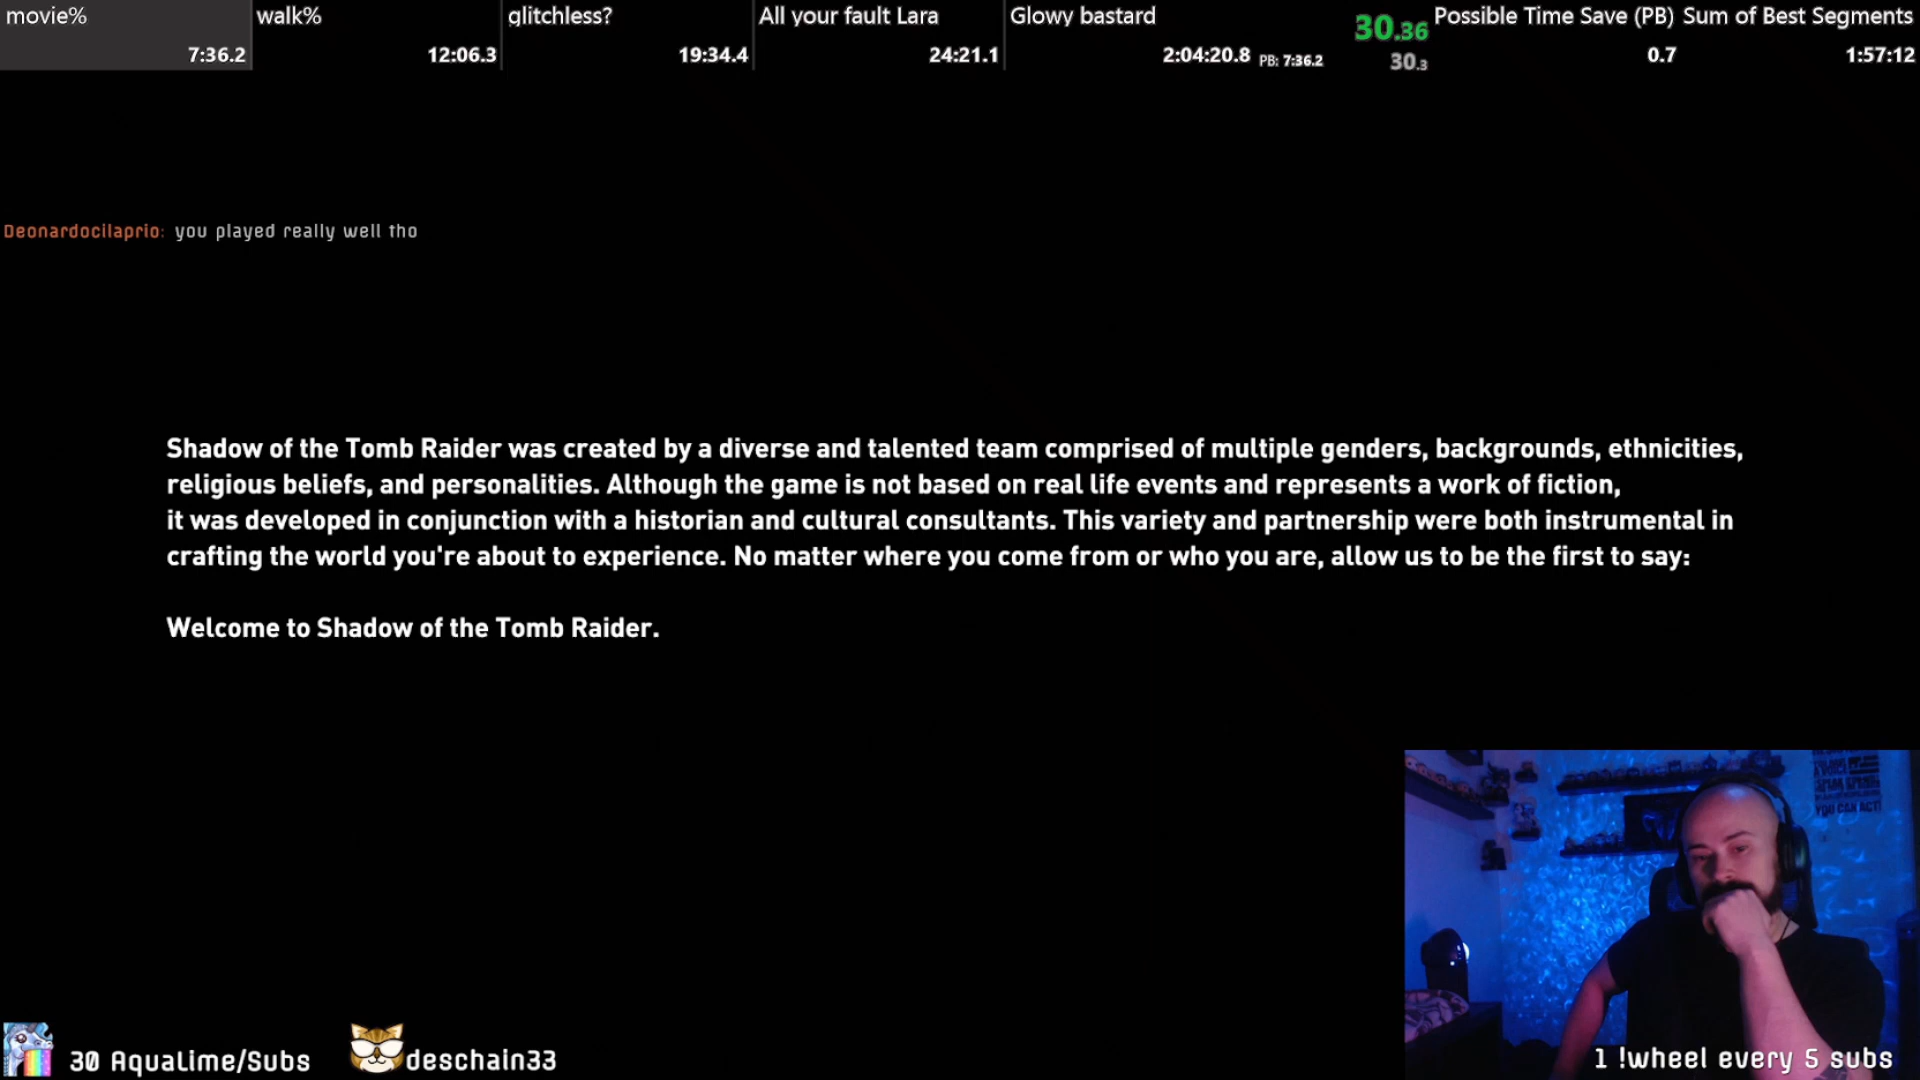 movie% walk% glitchless? All your fault Lara Glowy bastard 30.36 Possible Time Save (PB) Sum of Best Segments
7:36.2 12:06.3 19:34.4 24:21.1 2:04:20.8 PB: 7:36.2 30.3 0.7 1:57:12
Deonardocilaprio: you played really well tho
Shadow of the Tomb Raider was created by a diverse and talented team comprised of multiple genders, backgrounds, ethnicities,
religious beliefs, and personalities. Although the game is not based on real life events and represents a work of fiction,
it was developed in conjunction with a historian and cultural consultants. This variety and partnership were both instrumental in
crafting the world you're about to experience. No matter where you come from or who you are, allow us to be the first to say:
Welcome to Shadow of the Tomb Raider.
YOU CAN ACT!
30 AquaLime/Subs deschain33 1 !wheel every 5 subs